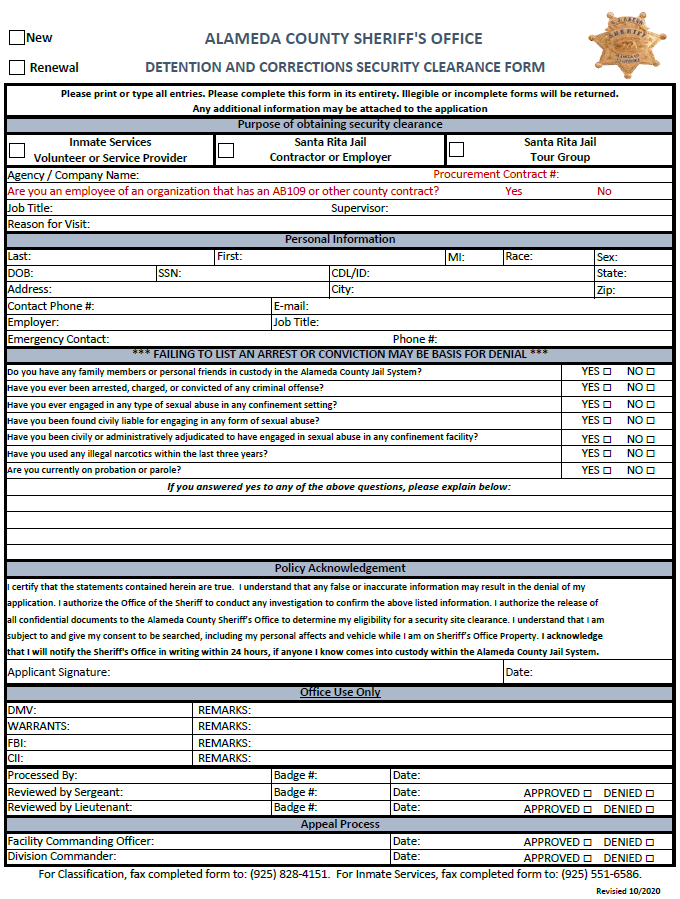 New
ALAMEDA COUNTY SHERIFF'S OFFICE
SHERIFF
Renewal
DETENTION AND CORRECTIONS SECURITY CLEARANCE FORM
Please print or type all entries. Please complete this form in its entirety. Illegible or incomplete forms will be returned.
Any additional information may be attached to the application
Purpose of obtaining security clearance
Inmate Services
Volunteer or Service Provider
Santa Rita Jail
Contractor or Employer
Santa Rita Jail
Tour Group
Agency / Company Name: Procurement Contract #:
Are you an employee of an organization that has an AB109 or other county contract? Yes No
Job Title: Supervisor:
Reason for Visit:
Personal Information
Last: First: MI: Race: Sex:
DOB: SSN: CDL/ID: State:
Address: City: Zip:
Contact Phone #: E-mail:
Employer: Job Title:
Emergency Contact: Phone #:
*** FAILING TO LIST AN ARREST OR CONVICTION MAY BE BASIS FOR DENIAL ***
Do you have any family members or personal friends in custody in the Alameda County Jail System? YES □ NO □
Have you ever been arrested, charged, or convicted of any criminal offense? YES □ NO □
Have you ever engaged in any type of sexual abuse in any confinement setting? YES □ NO □
Have you been found civily liable for engaging in any form of sexual abuse? YES □ NO □
Have you been civily or administratively adjudicated to have engaged in sexual abuse in any confinement facility? YES □ NO □
Have you used any illegal narcotics within the last three years? YES □ NO □
Are you currently on probation or parole? YES □ NO □
If you answered yes to any of the above questions, please explain below:
Policy Acknowledgement
I certify that the statements contained herein are true. I understand that any false or inaccurate information may result in the denial of my
application. I authorize the Office of the Sheriff to conduct any investigation to confirm the above listed information. I authorize the release of
all confidential documents to the Alameda County Sheriff's Office to determine my eligibility for a security site clearance. I understand that I am
subject to and give my consent to be searched, including my personal affects and vehicle while I am on Sheriff's Office Property. I acknowledge
that I will notify the Sheriff's Office in writing within 24 hours, if anyone I know comes into custody within the Alameda County Jail System.
Applicant Signature: Date:
Office Use Only
DMV: REMARKS:
WARRANTS: REMARKS:
FBI: REMARKS:
CII: REMARKS:
Processed By: Badge #: Date:
Reviewed by Sergeant: Badge #: Date: APPROVED □ DENIED □
Reviewed by Lieutenant: Badge #: Date: APPROVED □ DENIED □
Appeal Process
Facility Commanding Officer: Date: APPROVED □ DENIED □
Division Commander: Date: APPROVED □ DENIED □
For Classification, fax completed form to: (925) 828-4151. For Inmate Services, fax completed form to: (925) 551-6586.
Revisied 10/2020